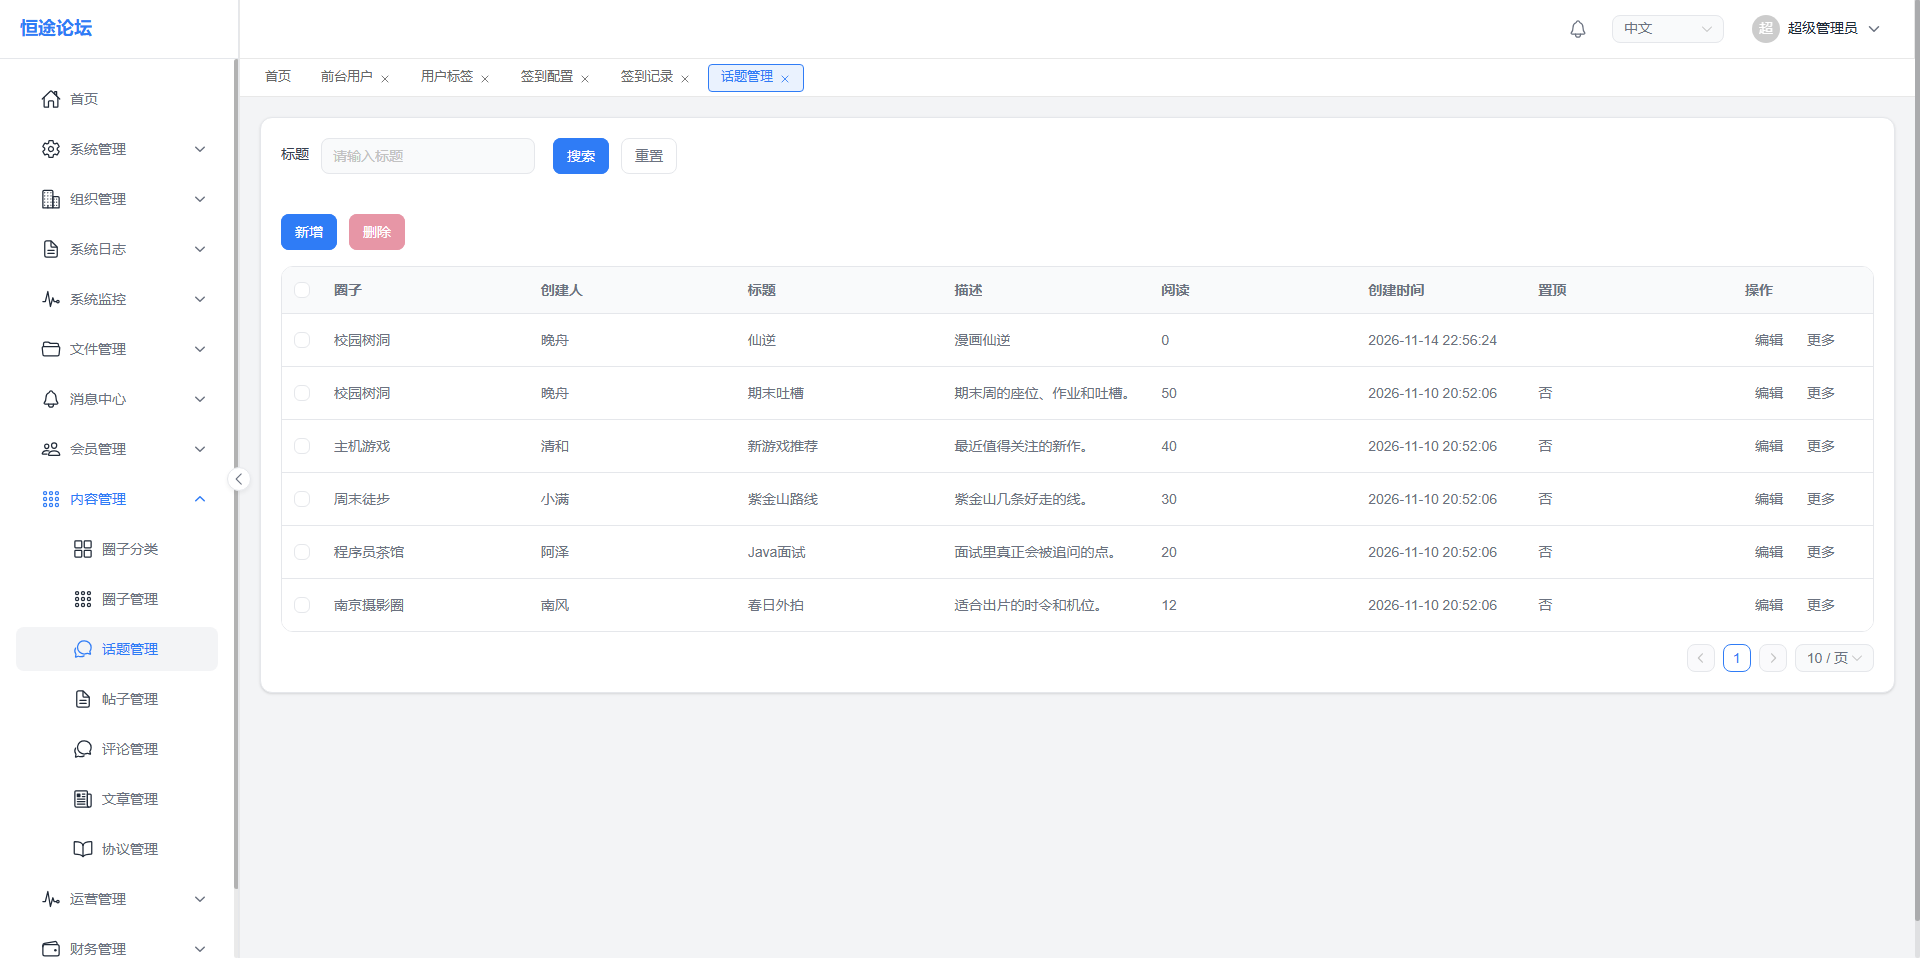 恒途论坛
中文
超
超级管理员
首页
前台用户
用户标签
签到配置
签到记录
话题管理
首页
系统管理
组织管理
系统日志
系统监控
文件管理
消息中心
会员管理
内容管理
圈子分类
圈子管理
话题管理
帖子管理
评论管理
文章管理
协议管理
运营管理
财务管理
标题 请输入标题 搜索 重置
新增 删除
圈子 创建人 标题 描述 阅读 创建时间 置顶 操作
校园树洞 晚舟 仙逆 漫画仙逆 0 2026-11-14 22:56:24 编辑 更多
校园树洞 晚舟 期末吐槽 期末周的座位、作业和吐槽。 50 2026-11-10 20:52:06 否 编辑 更多
主机游戏 清和 新游戏推荐 最近值得关注的新作。 40 2026-11-10 20:52:06 否 编辑 更多
周末徒步 小满 紫金山路线 紫金山几条好走的线。 30 2026-11-10 20:52:06 否 编辑 更多
程序员茶馆 阿泽 Java面试 面试里真正会被追问的点。 20 2026-11-10 20:52:06 否 编辑 更多
南京摄影圈 南风 春日外拍 适合出片的时令和机位。 12 2026-11-10 20:52:06 否 编辑 更多
1 10 / 页